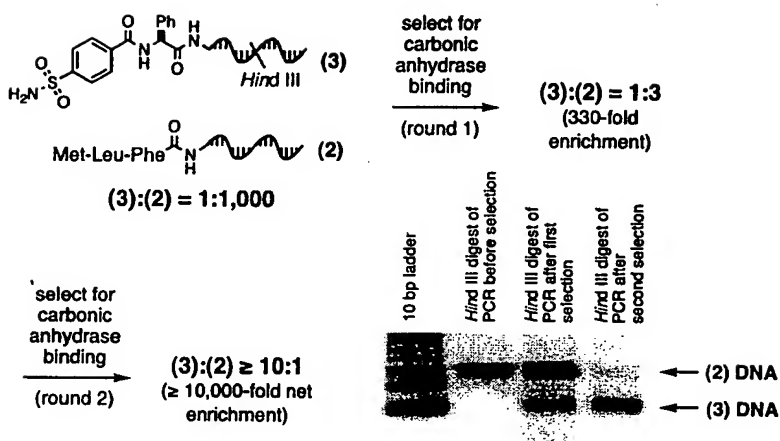 Ph
O
N
H
O
H
N
H₂N
S
O
O
Hind III
(3)
Met-Leu-Phe
O
N
H
(2)
(3):(2) = 1:1,000
select for
carbonic
anhydrase
binding
(round 1)
(3):(2) = 1:3
(330-fold
enrichment)
select for
carbonic
anhydrase
binding
(round 2)
(3):(2) ≥ 10:1
(≥ 10,000-fold net
enrichment)
10 bp ladder
Hind III digest of
PCR before selection
Hind III digest of
PCR after first
selection
Hind III digest of
PCR after
second selection
(2) DNA
(3) DNA